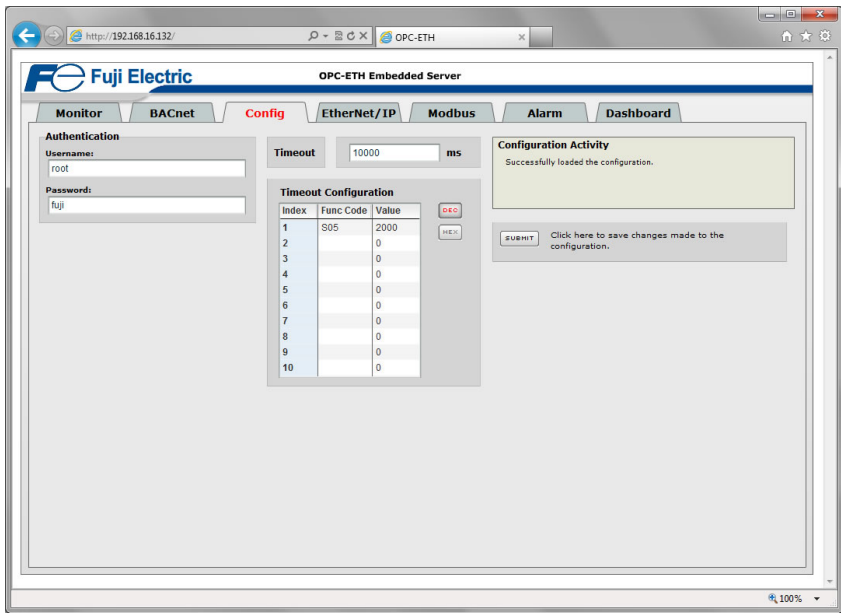 http://192.168.16.132/
OPC-ETH
Fuji Electric
OPC-ETH Embedded Server
Monitor
BACnet
Config
EtherNet/IP
Modbus
Alarm
Dashboard
Authentication
Username:
root
Password:
fuji
Timeout
10000
ms
Timeout Configuration
Index Func Code Value
1 S05 2000
2 0
3 0
4 0
5 0
6 0
7 0
8 0
9 0
10 0
DEC
HEX
Configuration Activity
Successfully loaded the configuration.
SUBMIT
Click here to save changes made to the
configuration.
100%